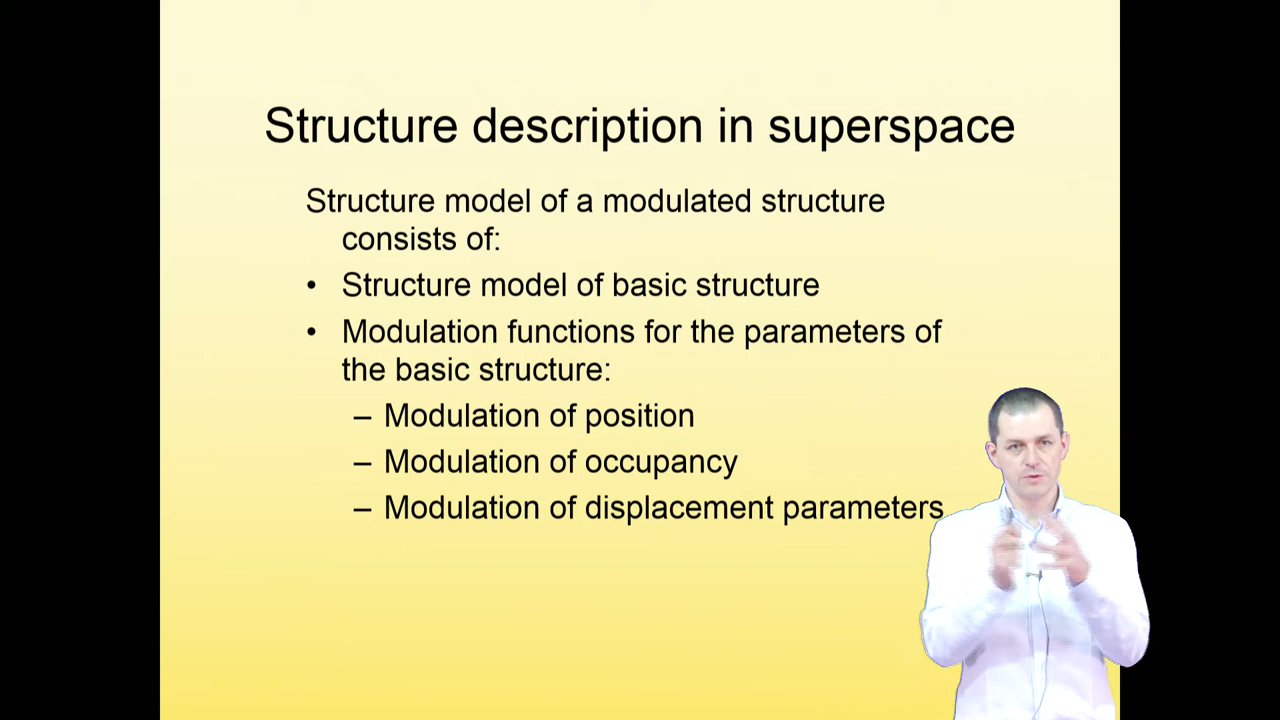 Structure description in superspace
Structure model of a modulated structure
consists of:
• Structure model of basic structure
• Modulation functions for the parameters of
the basic structure:
– Modulation of position
– Modulation of occupancy
– Modulation of displacement parameters